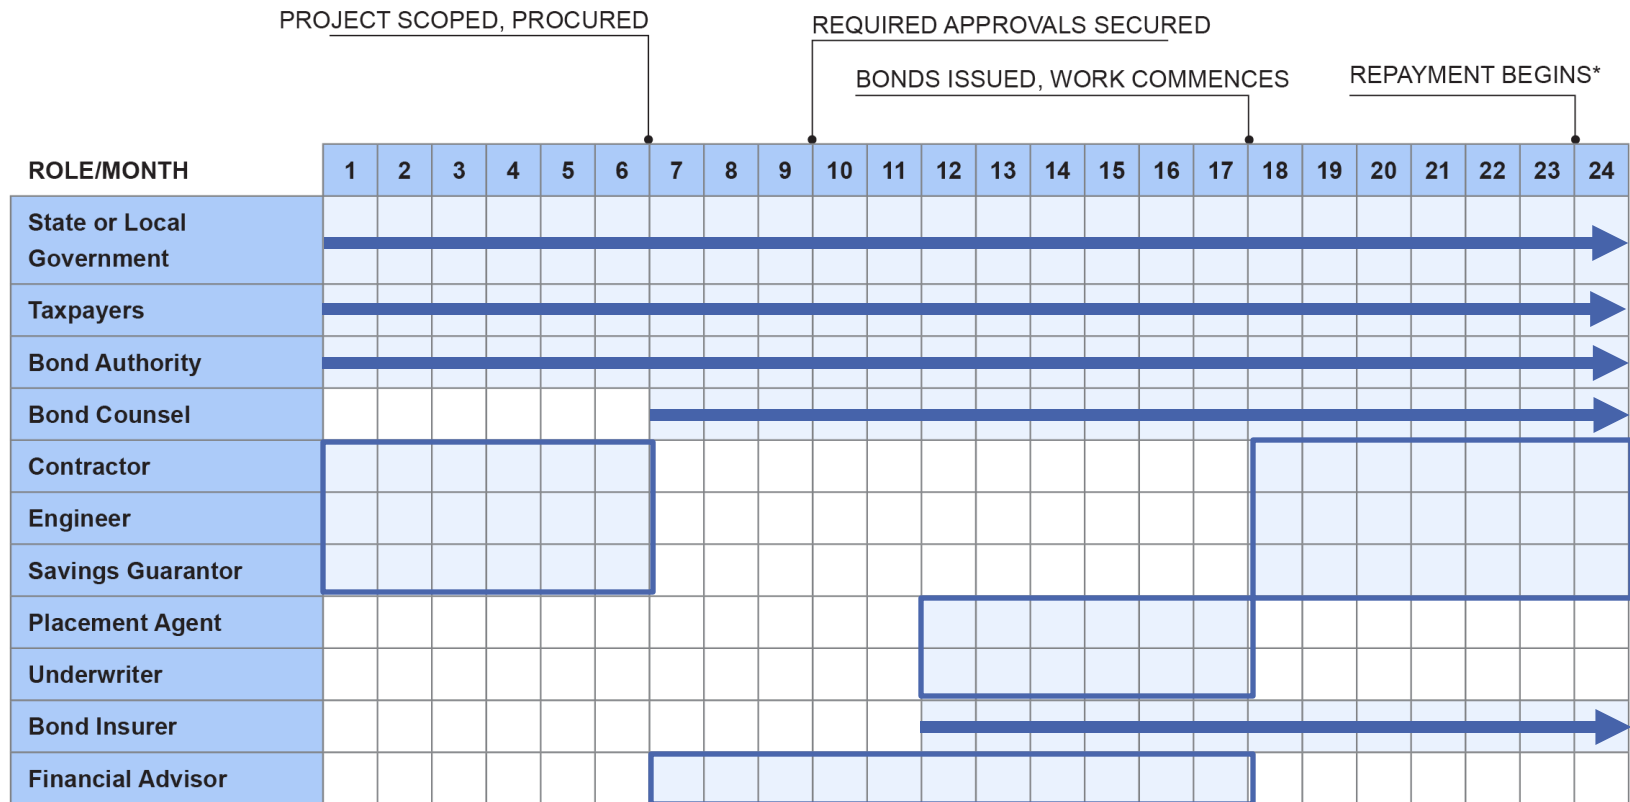 PROJECT SCOPED, PROCURED
REQUIRED APPROVALS SECURED
BONDS ISSUED, WORK COMMENCES
REPAYMENT BEGINS*
ROLE/MONTH 1 2 3 4 5 6 7 8 9 10 11 12 13 14 15 16 17 18 19 20 21 22 23 24
State or Local
Government
Taxpayers
Bond Authority
Bond Counsel
Contractor
Engineer
Savings Guarantor
Placement Agent
Underwriter
Bond Insurer
Financial Advisor